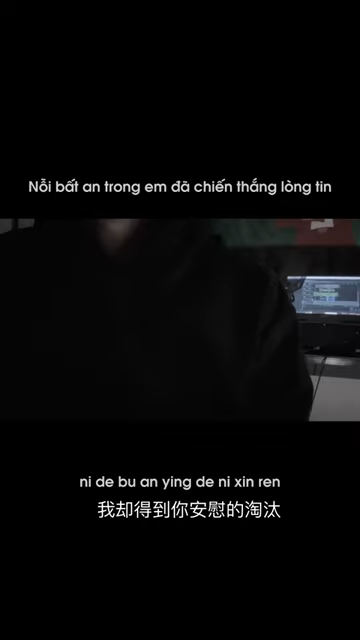 Nỗi bất an trong em đã chiến thắng lòng tin
ni de bu an ying de ni xin ren
我却得到你安慰的淘汰